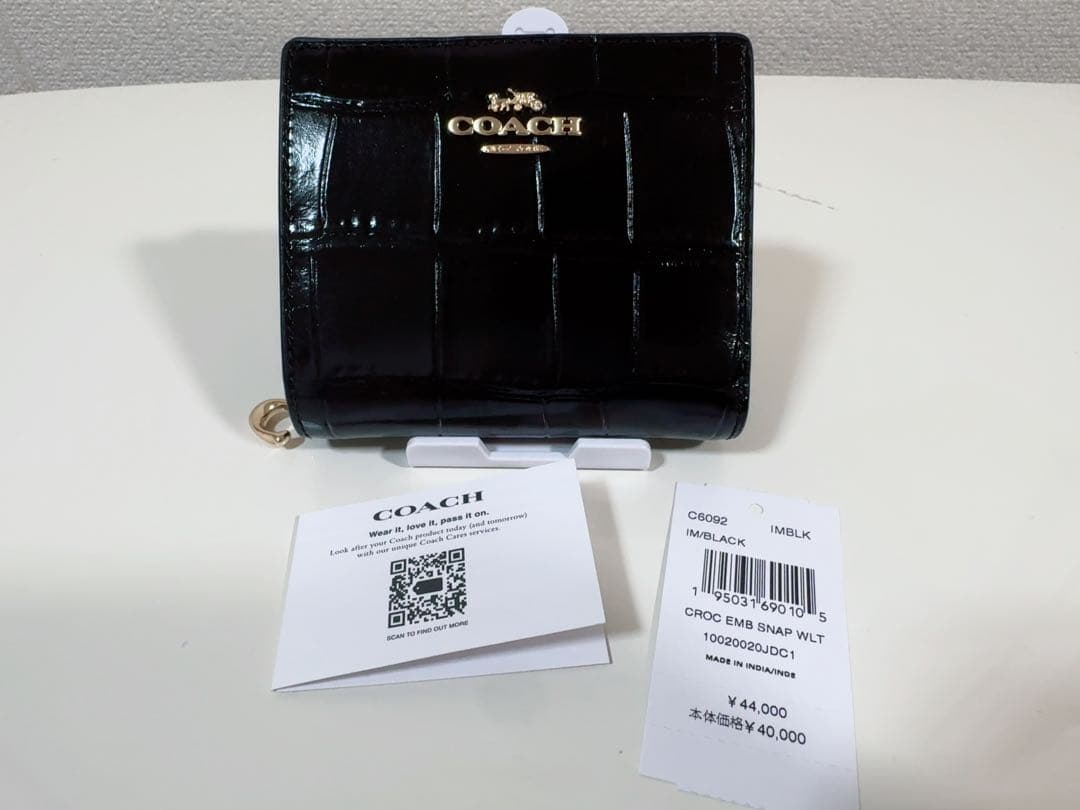 COACH
COACH
Wear it, love it, pass it on.
Look after your Coach product today (and tomorrow)
with our unique Coach Cares services.
SCAN TO FIND OUT MORE
C6092 IMBLK
IM/BLACK
1 95031 69010 5
CROC EMB SNAP WLT
10020020JDC1
MADE IN INDIA/INDE
¥44,000
本体価格¥40,000